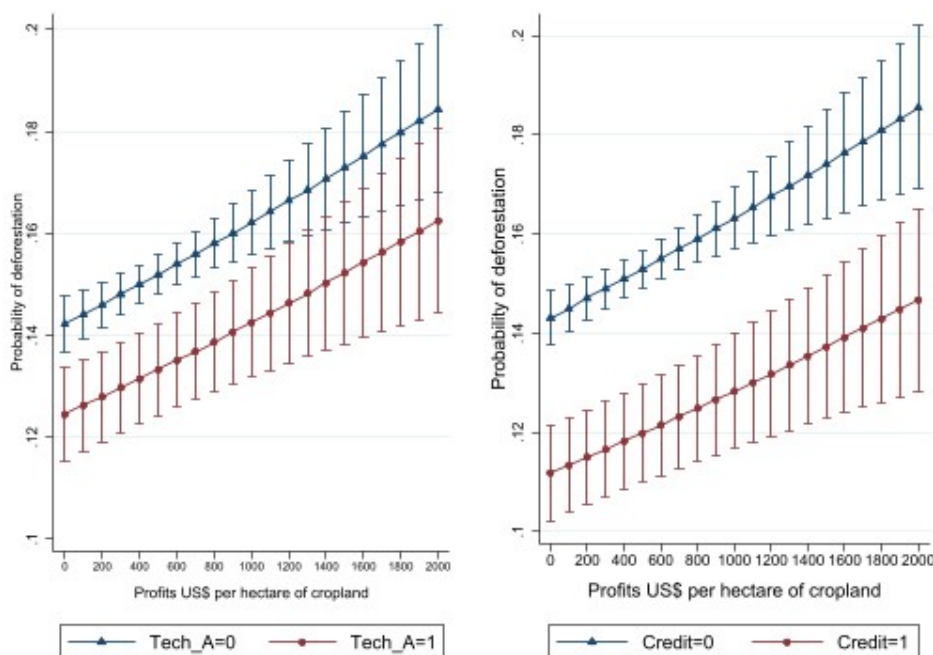 Probability of deforestation
.2
.18
.16
.14
.12
.1
0 200 400 600 800 1000 1200 1400 1600 1800 2000
Profits US$ per hectare of cropland
Tech_A=0 Tech_A=1
Probability of deforestation
.2
.18
.16
.14
.12
.1
0 200 400 600 800 1000 1200 1400 1600 1800 2000
Profits US$ per hectare of cropland
Credit=0 Credit=1